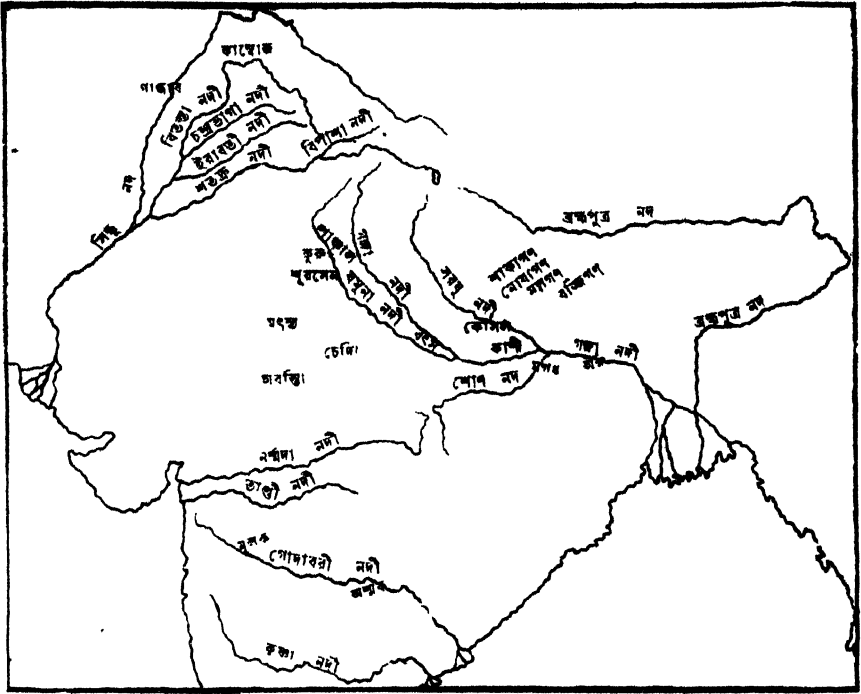 কাম্বোজ
গান্ধার
বিতস্তা নদী
চন্দ্রভাগা নদী
ইরাবতী নদী
বিপাশা নদী
শতদ্রু নদী
সিন্ধু নদ
ব্রহ্মপুত্র নদ
পাঞ্চাল
গঙ্গা নদী
কুরু
শূরসেন
যমুনা নদী
সরযূ নদী
শাক্যগণ
মল্লগণ
বজ্জিগণ
ব্রহ্মপুত্র নদ
মৎস্য
বৎস
কোসল
কাশী
গঙ্গা নদী
মগধ
চেদি
অবন্তি
শোণ নদ
নর্ম্মদা নদী
তাপ্তী নদী
মূলক
গোদাবরী নদী
অশ্মক
কৃষ্ণা নদী